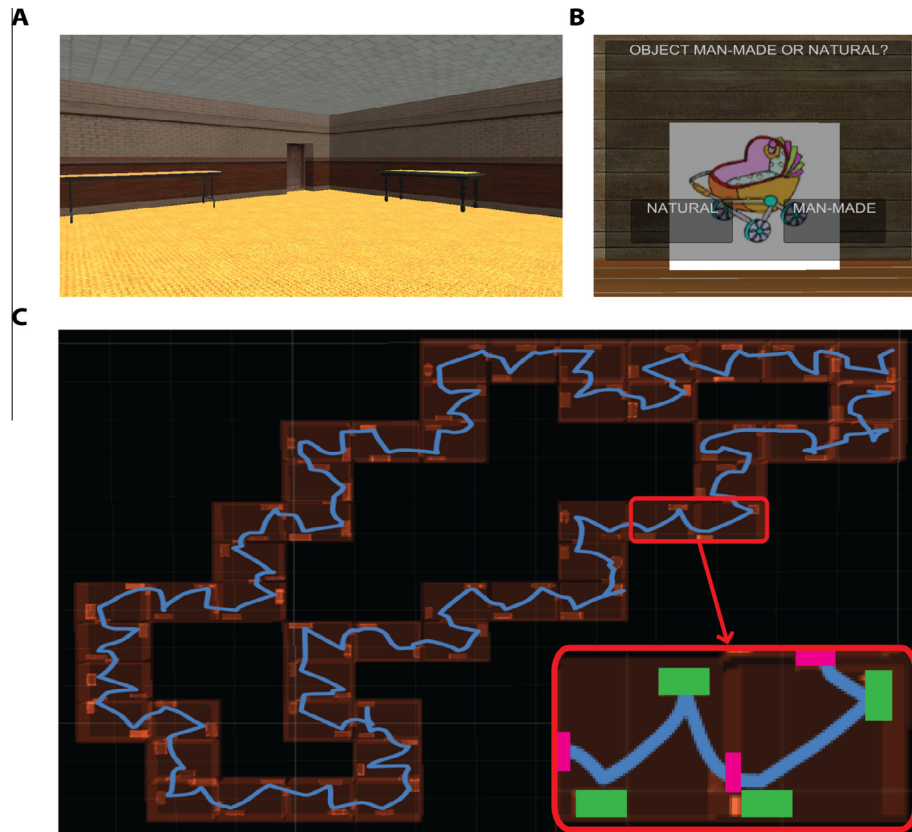 A
B
OBJECT MAN-MADE OR NATURAL?
NATURAL
MAN-MADE
C